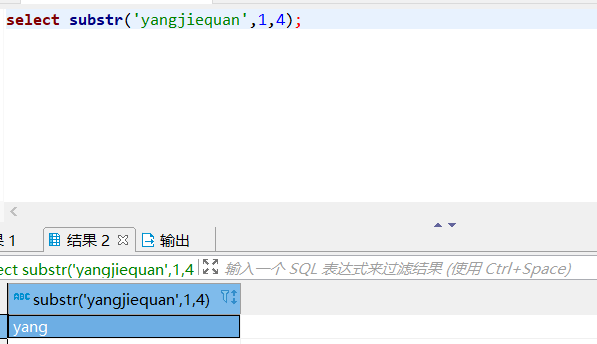 select substr('yangjiequan',1,4);
果 1 结果 2 输出
ect substr('yangjiequan',1,4 输入一个 SQL 表达式来过滤结果 (使用 Ctrl+Space)
ABC substr('yangjiequan',1,4)
yang